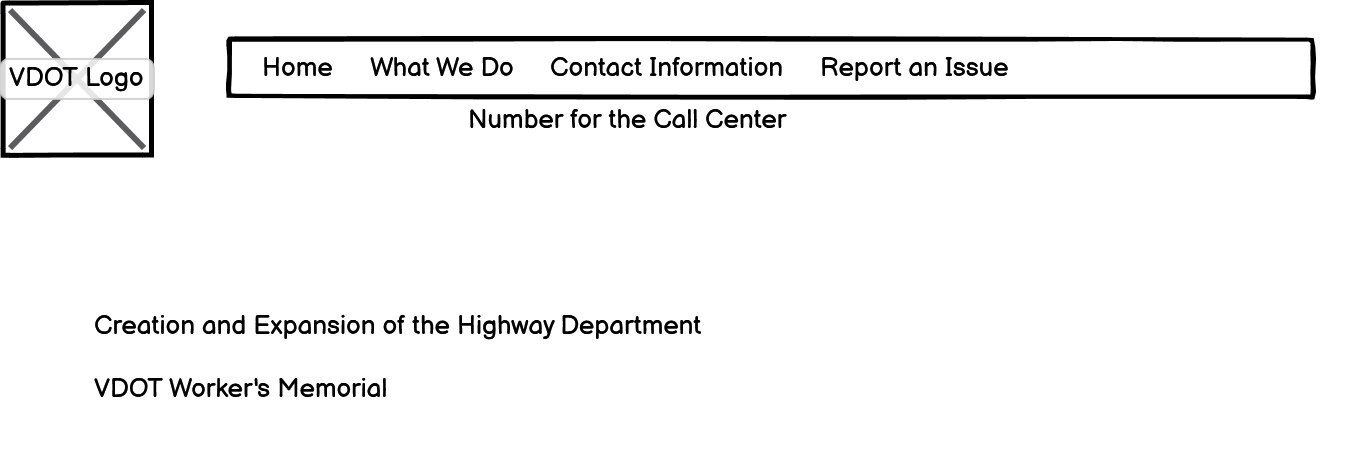 VDOT Logo
Home What We Do Contact Information Report an Issue
Number for the Call Center
Creation and Expansion of the Highway Department
VDOT Worker's Memorial